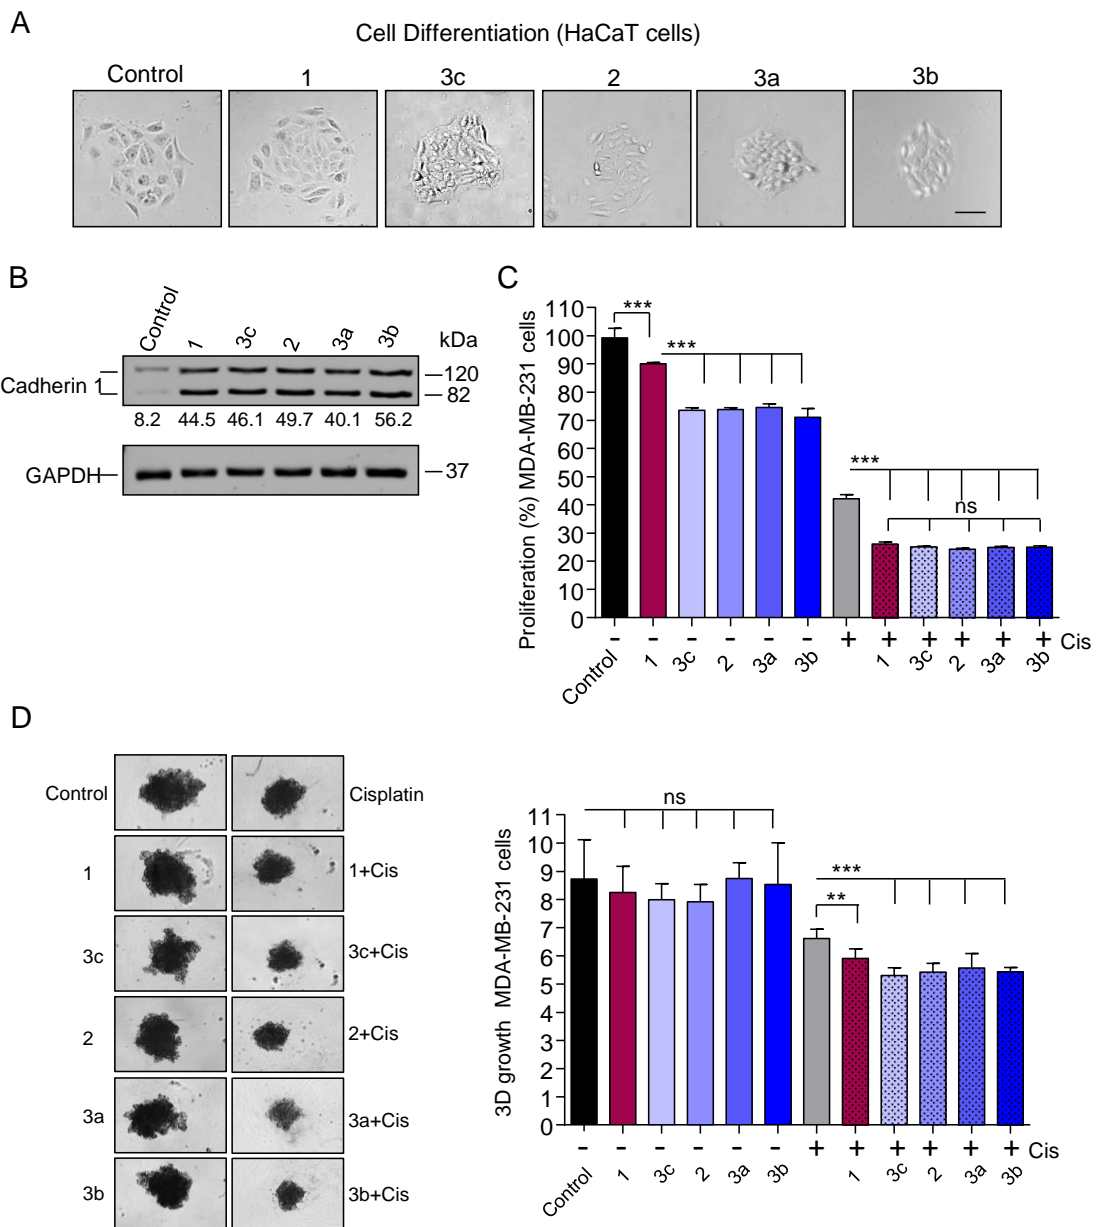 A
Cell Differentiation (HaCaT cells)
Control 1 3c 2 3a 3b
B
Control 1 3c 2 3a 3b kDa
Cadherin 1
120
82
8.2 44.5 46.1 49.7 40.1 56.2
GAPDH
37
C
Proliferation (%) MDA-MB-231 cells
110
100
90
80
70
60
50
40
30
20
10
0
***
***
***
ns
- - - - - - + + + + + + Cis
Control 1 3c 2 3a 3b 1 3c 2 3a 3b
D
Control Cisplatin
1 1+Cis
3c 3c+Cis
2 2+Cis
3a 3a+Cis
3b 3b+Cis
3D growth MDA-MB-231 cells
11
10
9
8
7
6
5
4
3
2
1
0
ns
***
**
- - - - - - + + + + + + Cis
Control 1 3c 2 3a 3b 1 3c 2 3a 3b